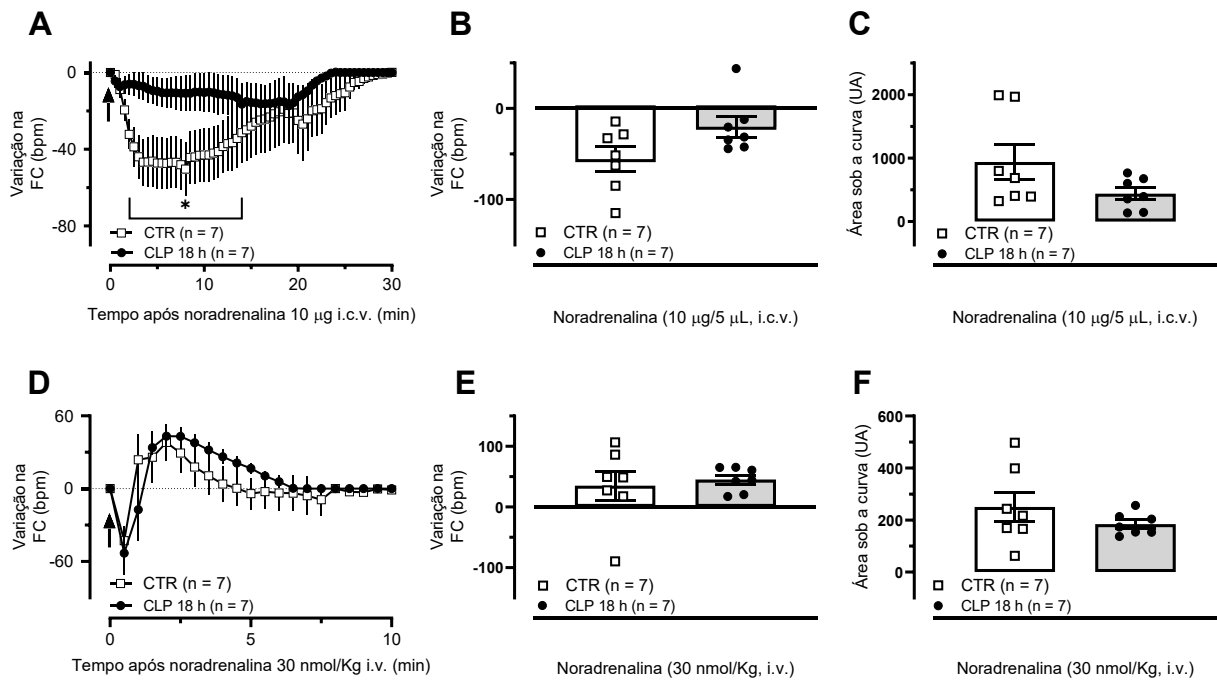 A
Variação na
FC (bpm)
0
-40
-80
*
CTR (n = 7)
CLP 18 h (n = 7)
0
10
20
30
Tempo após noradrenalina 10 μg i.c.v. (min)
B
Variação na
FC (bpm)
0
-100
CTR (n = 7)
CLP 18 h (n = 7)
Noradrenalina (10 μg/5 μL, i.c.v.)
C
Área sob a curva (UA)
2000
1000
0
CTR (n = 7)
CLP 18 h (n = 7)
Noradrenalina (10 μg/5 μL, i.c.v.)
D
Variação na
FC (bpm)
60
0
-60
CTR (n = 7)
CLP 18 h (n = 7)
0
5
10
Tempo após noradrenalina 30 nmol/Kg i.v. (min)
E
Variação na
FC (bpm)
100
0
-100
CTR (n = 7)
CLP 18 h (n = 7)
Noradrenalina (30 nmol/Kg, i.v.)
F
Área sob a curva (UA)
600
400
200
0
CTR (n = 7)
CLP 18 h (n = 7)
Noradrenalina (30 nmol/Kg, i.v.)